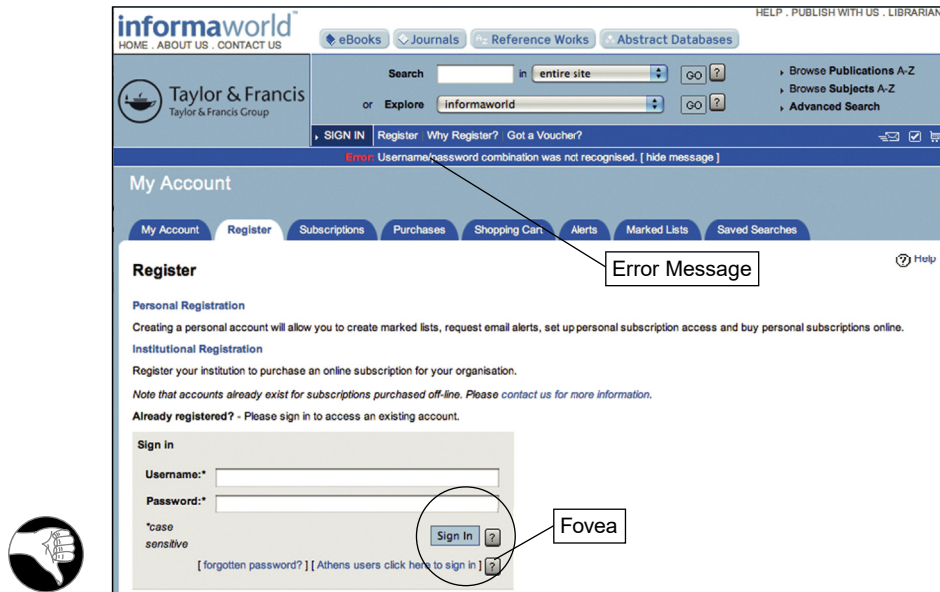 HELP . PUBLISH WITH US . LIBRARIAN
informaworld
HOME . ABOUT US . CONTACT US
eBooks Journals Reference Works Abstract Databases
Taylor & Francis
Taylor & Francis Group
Search in entire site GO ?
or Explore informaworld GO ?
Browse Publications A-Z
Browse Subjects A-Z
Advanced Search
SIGN IN Register Why Register? Got a Voucher?
Error: Username/password combination was not recognised. [ hide message ]
My Account
My Account Register Subscriptions Purchases Shopping Cart Alerts Marked Lists Saved Searches
Error Message
Register
? Help
Personal Registration
Creating a personal account will allow you to create marked lists, request email alerts, set up personal subscription access and buy personal subscriptions online.
Institutional Registration
Register your institution to purchase an online subscription for your organisation.
Note that accounts already exist for subscriptions purchased off-line. Please contact us for more information.
Already registered? - Please sign in to access an existing account.
Sign in
Username:*
Password:*
*case
sensitive
Sign In ?
Fovea
[ forgotten password? ] [ Athens users click here to sign in ] ?